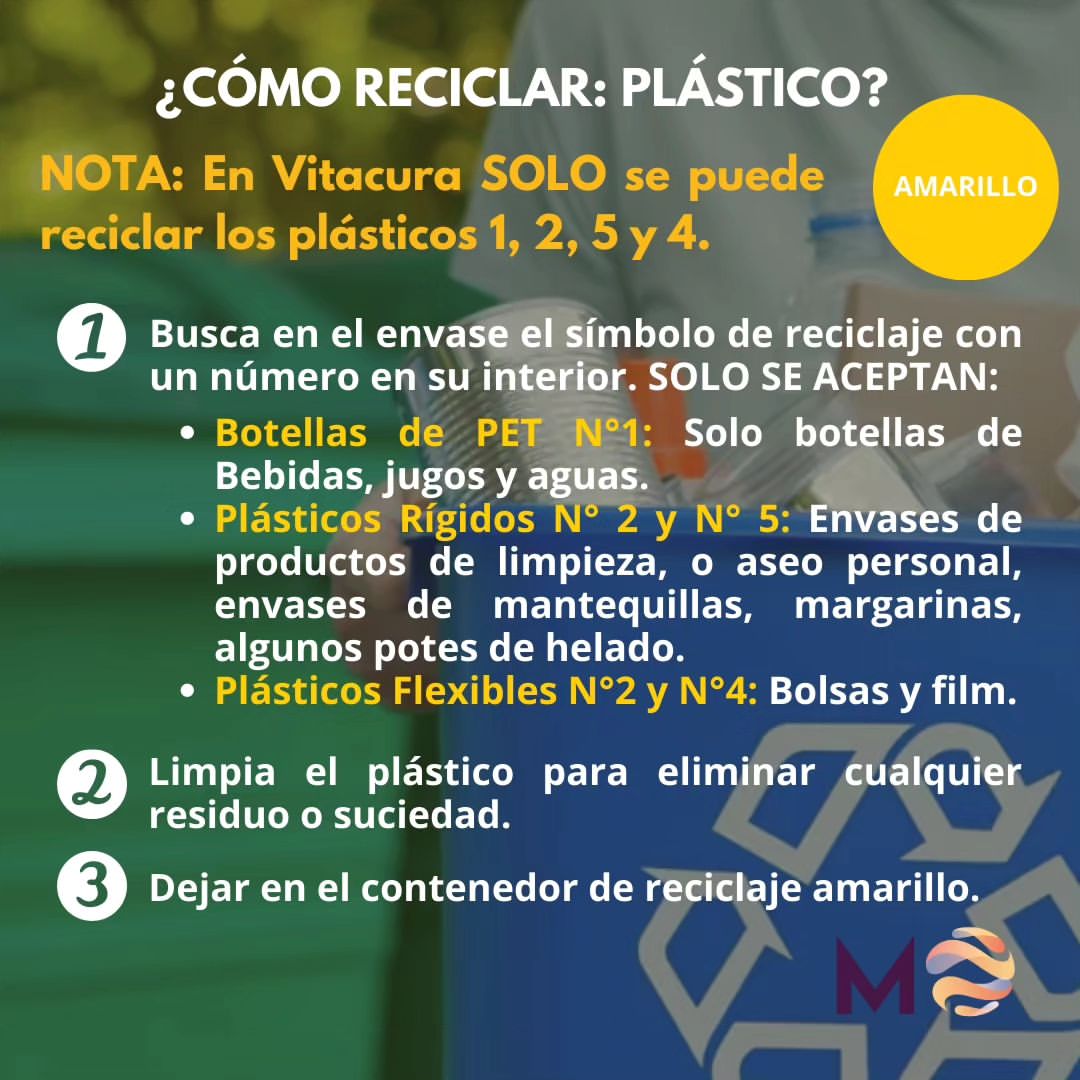 ¿CÓMO RECICLAR: PLÁSTICO?
NOTA: En Vitacura SOLO se puede
reciclar los plásticos 1, 2, 5 y 4.
AMARILLO
1
Busca en el envase el símbolo de reciclaje con
un número en su interior. SOLO SE ACEPTAN:
• Botellas de PET N°1: Solo botellas de
Bebidas, jugos y aguas.
• Plásticos Rígidos N° 2 y N° 5: Envases de
productos de limpieza, o aseo personal,
envases de mantequillas, margarinas,
algunos potes de helado.
• Plásticos Flexibles N°2 y N°4: Bolsas y film.
2
Limpia el plástico para eliminar cualquier
residuo o suciedad.
3
Dejar en el contenedor de reciclaje amarillo.
M